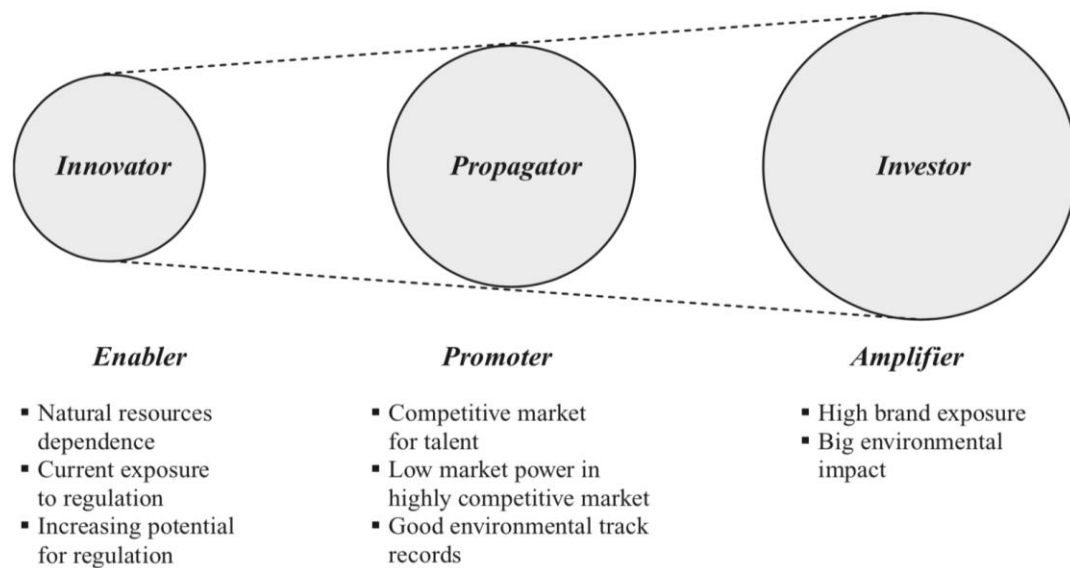 Innovator
Propagator
Investor
Enabler
▪ Natural resources
dependence
▪ Current exposure
to regulation
▪ Increasing potential
for regulation
Promoter
▪ Competitive market
for talent
▪ Low market power in
highly competitive market
▪ Good environmental track
records
Amplifier
▪ High brand exposure
▪ Big environmental
impact